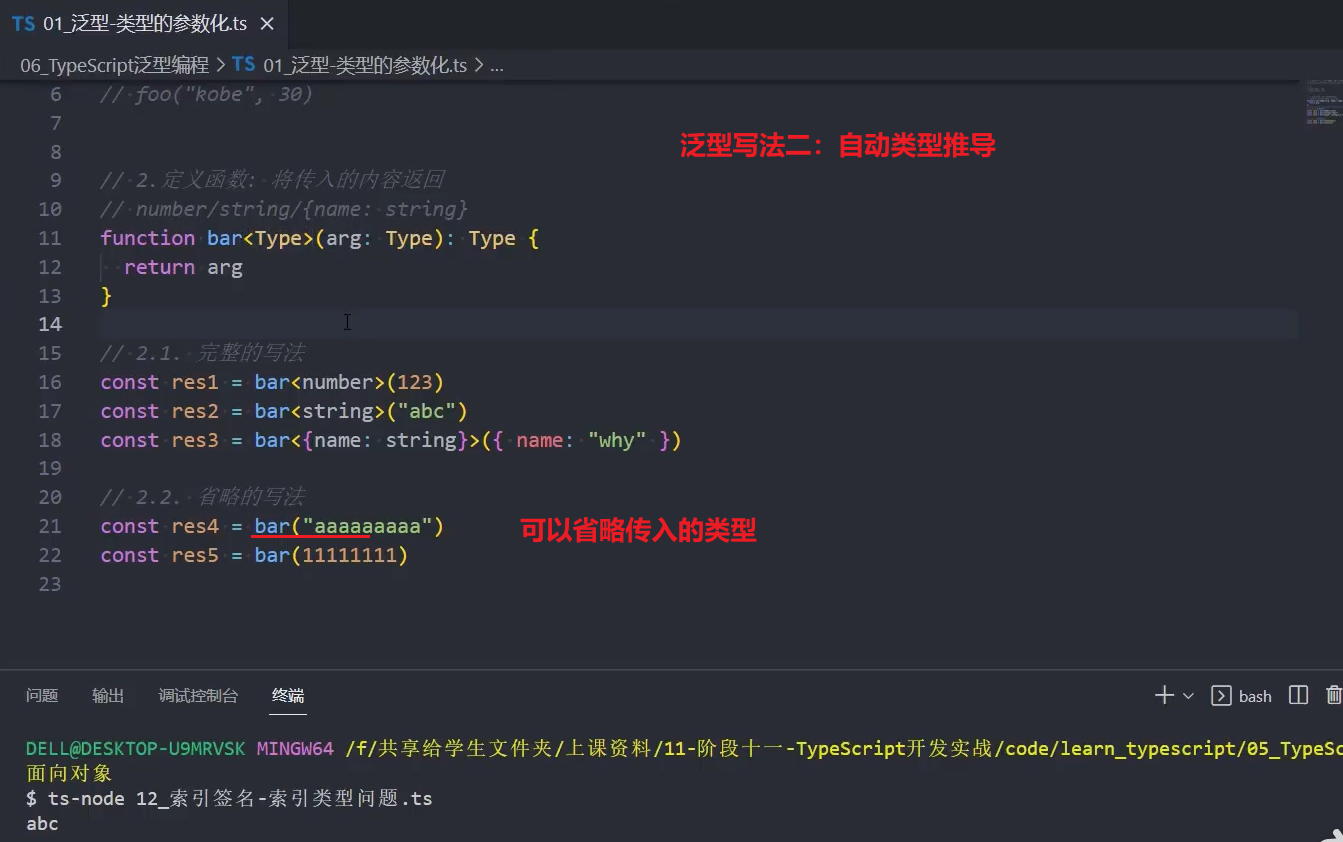 TS 01_泛型-类型的参数化.ts ×
06_TypeScript泛型编程 > TS 01_泛型-类型的参数化.ts > ...
6 // foo("kobe", 30)
7
泛型写法二：自动类型推导
8
9 // 2.定义函数: 将传入的内容返回
10 // number/string/{name: string}
11 function bar<Type>(arg: Type): Type {
12 return arg
13 }
14
15 // 2.1. 完整的写法
16 const res1 = bar<number>(123)
17 const res2 = bar<string>("abc")
18 const res3 = bar<{name: string}>({ name: "why" })
19
20 // 2.2. 省略的写法
21 const res4 = bar("aaaaaaaaa") 可以省略传入的类型
22 const res5 = bar(11111111)
23
问题 输出 调试控制台 终端 bash
DELL@DESKTOP-U9MRVSK MINGW64 /f/共享给学生文件夹/上课资料/11-阶段十一-TypeScript开发实战/code/learn_typescript/05_TypeSc
面向对象
$ ts-node 12_索引签名-索引类型问题.ts
abc